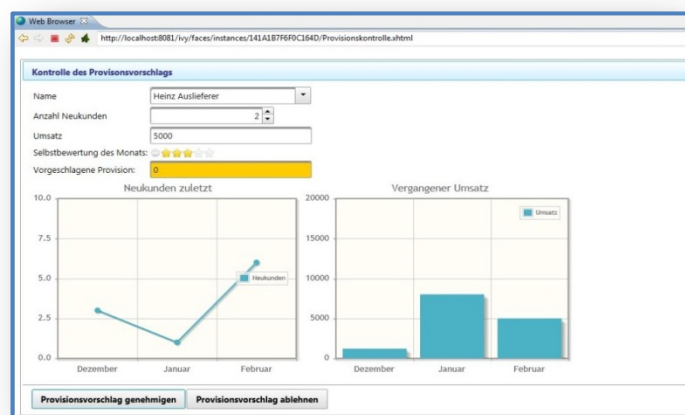 Web Browser
http://localhost:8081/ivy/faces/instances/141A1B7F6F0C164D/Provisionskontrolle.xhtml
Kontrolle des Provisonsvorschlags
Name Heinz Auslieferer
Anzahl Neukunden 2
Umsatz 5000
Selbstbewertung des Monats:
Vorgeschlagene Provision: 0
Neukunden zuletzt
10.0
7.5
5.0
2.5
0.0
Neukunden
Dezember Januar Februar
Vergangener Umsatz
20000
15000
10000
5000
0
Umsatz
Dezember Januar Februar
Provisionsvorschlag genehmigen Provisionsvorschlag ablehnen